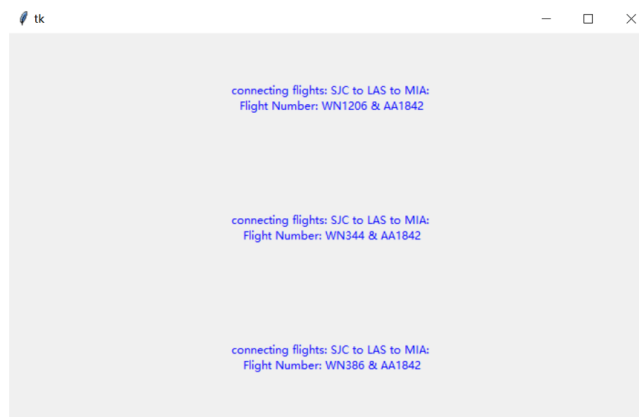 tk
connecting flights: SJC to LAS to MIA:
Flight Number: WN1206 & AA1842
connecting flights: SJC to LAS to MIA:
Flight Number: WN344 & AA1842
connecting flights: SJC to LAS to MIA:
Flight Number: WN386 & AA1842